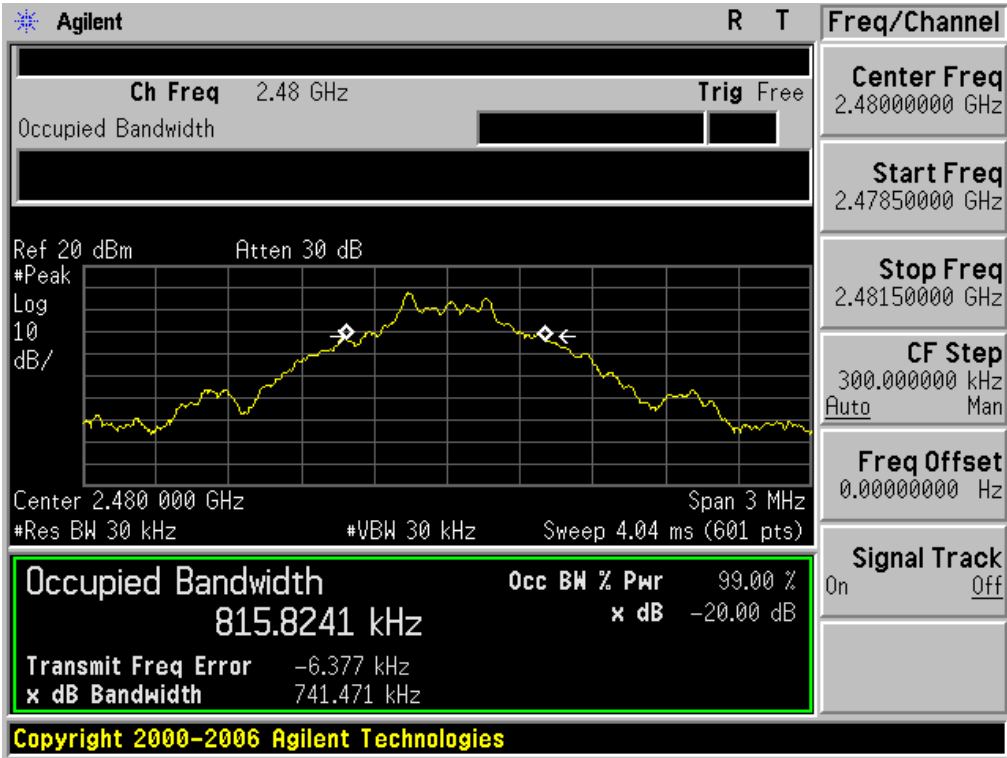 Agilent R T
Ch Freq 2.48 GHz Trig Free
Occupied Bandwidth
Ref 20 dBm Atten 30 dB
#Peak
Log
10
dB/
Center 2.480 000 GHz Span 3 MHz
#Res BW 30 kHz #VBW 30 kHz Sweep 4.04 ms (601 pts)
Occupied Bandwidth
815.8241 kHz
Occ BW % Pwr 99.00 %
x dB -20.00 dB
Transmit Freq Error -6.377 kHz
x dB Bandwidth 741.471 kHz
Copyright 2000-2006 Agilent Technologies
Freq/Channel
Center Freq
2.48000000 GHz
Start Freq
2.47850000 GHz
Stop Freq
2.48150000 GHz
CF Step
300.000000 kHz
Auto Man
Freq Offset
0.00000000 Hz
Signal Track
On Off